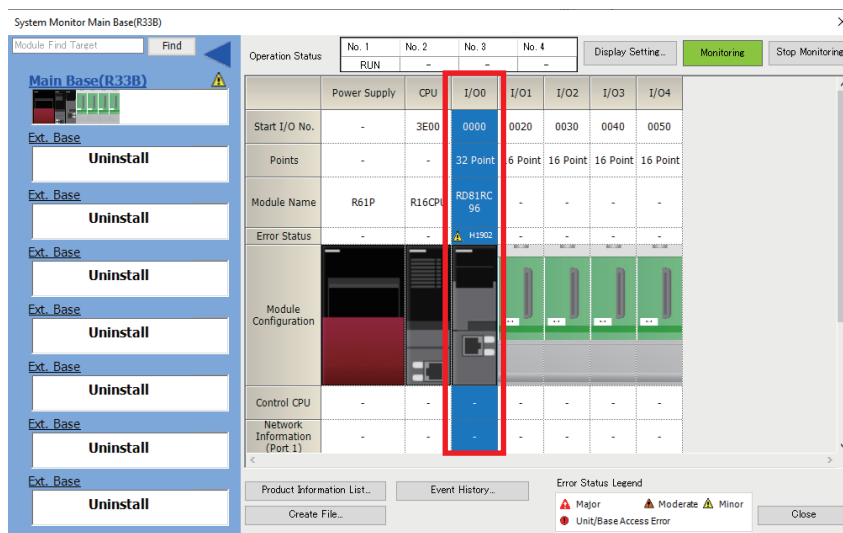 System Monitor Main Base(R33B)
Module Find Target Find
Main Base(R33B)
Ext. Base
Uninstall
Ext. Base
Uninstall
Ext. Base
Uninstall
Ext. Base
Uninstall
Ext. Base
Uninstall
Ext. Base
Uninstall
Ext. Base
Uninstall
Operation Status
No. 1 No. 2 No. 3 No. 4
RUN - - -
Display Setting... Monitoring Stop Monitoring
Power Supply CPU I/O0 I/O1 I/O2 I/O3 I/O4
Start I/O No. - 3E00 0000 0020 0030 0040 0050
Points - - 32 Point 16 Point 16 Point 16 Point 16 Point
Module Name R61P R16CPU RD81RC - - - -
96
Error Status - - H1902 - - - -
Module
Configuration
Control CPU - - - - - - -
Network
Information - - - - - - -
(Port 1)
Product Information List... Event History...
Create File...
Error Status Legend
Major Moderate Minor
Unit/Base Access Error
Close